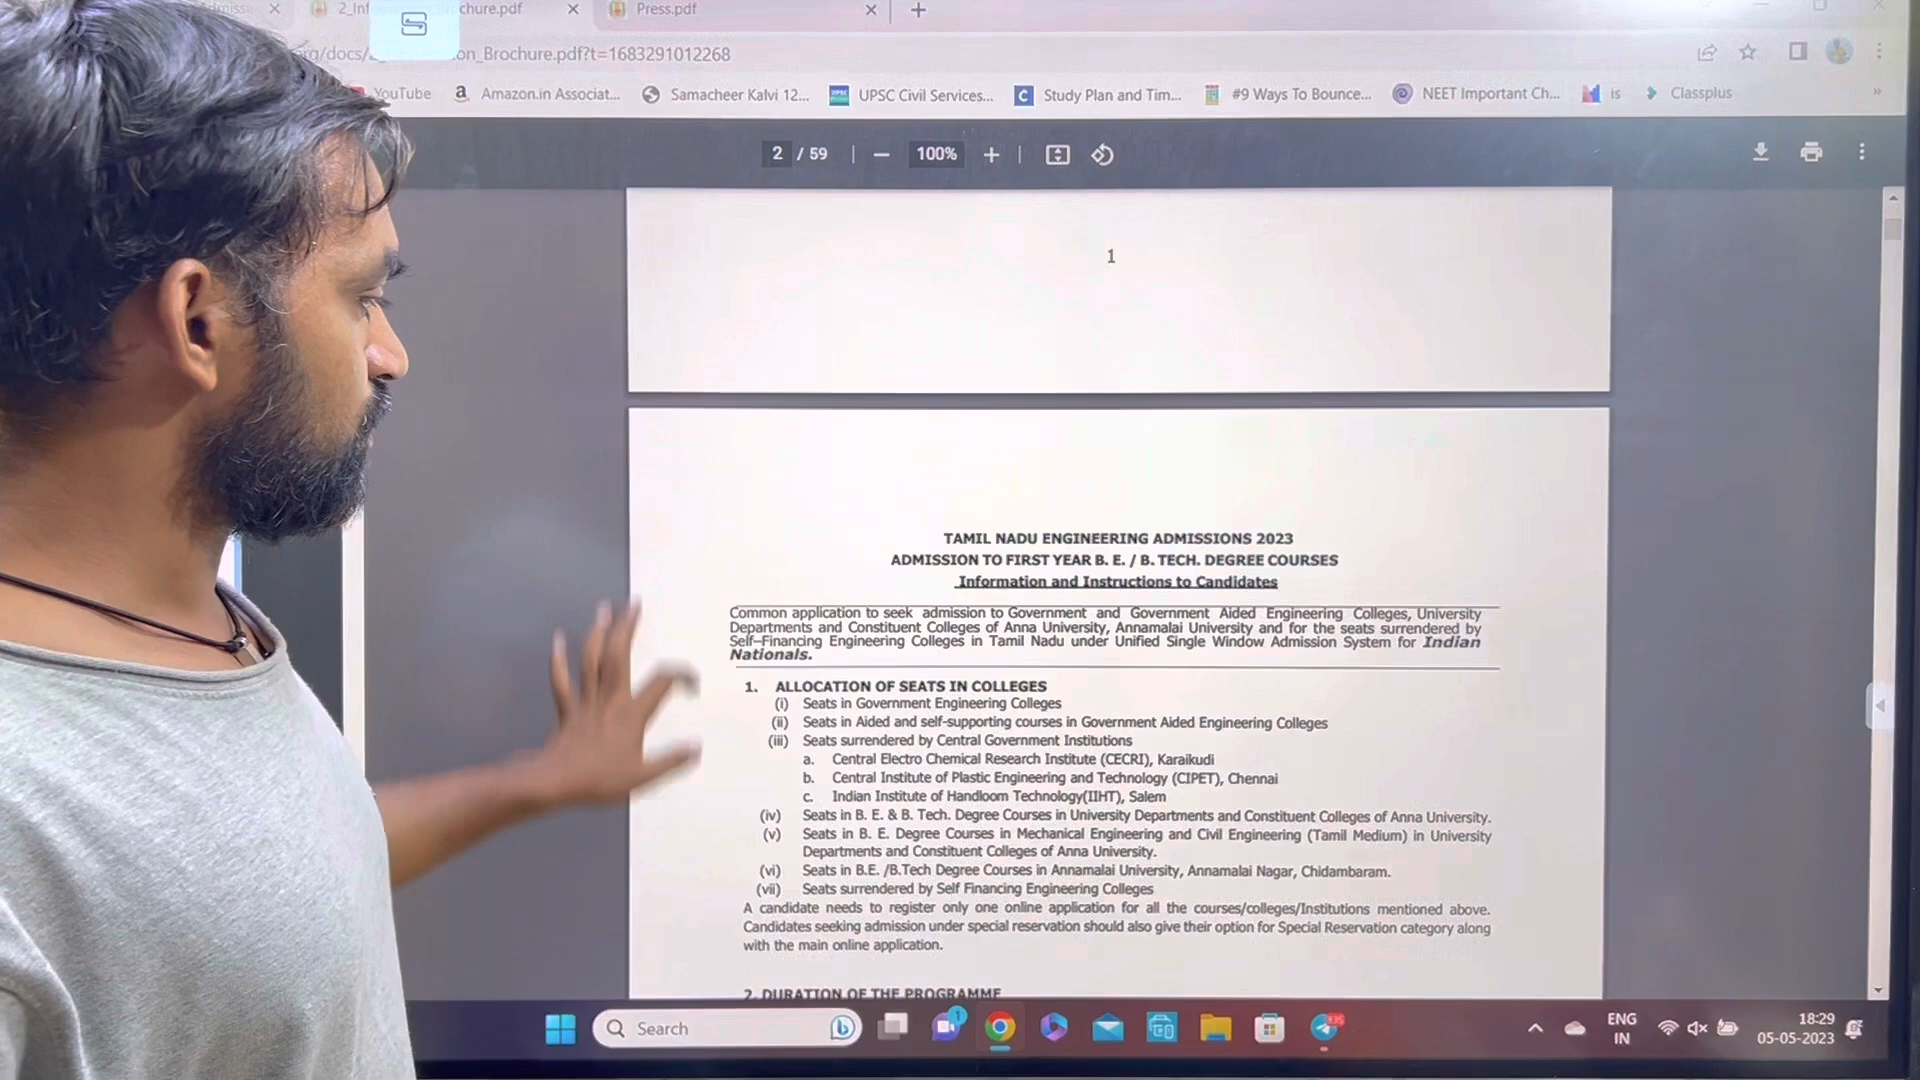 2_Inf chure.pdf
Press.pdf
rg/docs/ on_Brochure.pdf?t=1683291012268
YouTube
Amazon.in Associat...
Samacheer Kalvi 12...
UPSC Civil Services...
Study Plan and Tim...
#9 Ways To Bounce...
NEET Important Ch...
is
Classplus
»
2 / 59
100%
1
TAMIL NADU ENGINEERING ADMISSIONS 2023
ADMISSION TO FIRST YEAR B. E. / B. TECH. DEGREE COURSES
Information and Instructions to Candidates
Common application to seek admission to Government and Government Aided Engineering Colleges, University
Departments and Constituent Colleges of Anna University, Annamalai University and for the seats surrendered by
Self-Financing Engineering Colleges in Tamil Nadu under Unified Single Window Admission System for Indian
Nationals.
1. ALLOCATION OF SEATS IN COLLEGES
(i) Seats in Government Engineering Colleges
(ii) Seats in Aided and self-supporting courses in Government Aided Engineering Colleges
(iii) Seats surrendered by Central Government Institutions
a. Central Electro Chemical Research Institute (CECRI), Karaikudi
b. Central Institute of Plastic Engineering and Technology (CIPET), Chennai
c. Indian Institute of Handloom Technology(IIHT), Salem
(iv) Seats in B. E. & B. Tech. Degree Courses in University Departments and Constituent Colleges of Anna University.
(v) Seats in B. E. Degree Courses in Mechanical Engineering and Civil Engineering (Tamil Medium) in University
Departments and Constituent Colleges of Anna University.
(vi) Seats in B.E. /B.Tech Degree Courses in Annamalai University, Annamalai Nagar, Chidambaram.
(vii) Seats surrendered by Self Financing Engineering Colleges
A candidate needs to register only one online application for all the courses/colleges/Institutions mentioned above.
Candidates seeking admission under special reservation should also give their option for Special Reservation category along
with the main online application.
2. DURATION OF THE PROGRAMME
Search
ENG
IN
18:29
05-05-2023